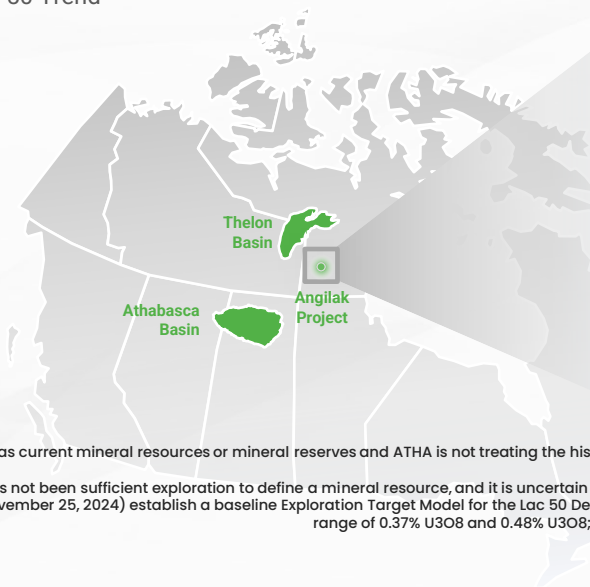 50 Trend
Thelon
Basin
Angilak
Project
Athabasca
Basin
as current mineral resources or mineral reserves and ATHA is not treating the his
s not been sufficient exploration to define a mineral resource, and it is uncertain
vember 25, 2024) establish a baseline Exploration Target Model for the Lac 50 De
range of 0.37% U3O8 and 0.48% U3O8;